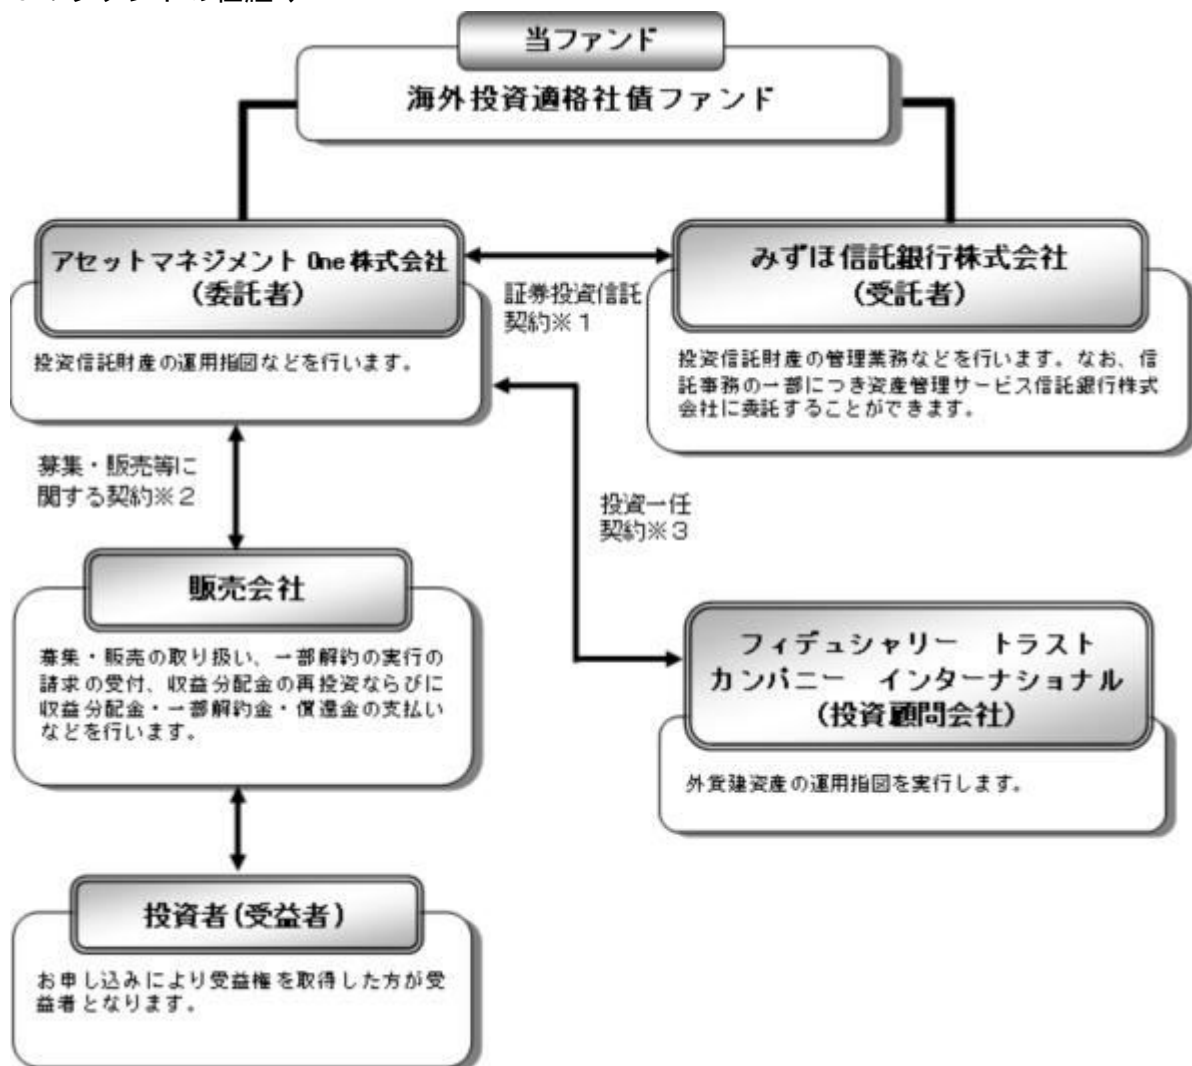 当ファンド
海外投資適格社債ファンド
アセットマネジメント One 株式会社
(委託者)
投資信託財産の運用指図などを行います。
証券投資信託
契約※1
みずほ信託銀行株式会社
(受託者)
投資信託財産の管理業務などを行います。なお、信
託事務の一部につき資産管理サービス信託銀行株式
会社に委託することができます。
募集・販売等に
関する契約※2
投資一任
契約※3
販売会社
募集・販売の取り扱い、一部解約の実行の
請求の受付、収益分配金の再投資ならびに
収益分配金・一部解約金・償還金の支払い
などを行います。
フィデュシャリー トラスト
カンパニー インターナショナル
(投資顧問会社)
外貨建資産の運用指図を実行します。
投資者(受益者)
お申し込みにより受益権を取得した方が受
益者となります。